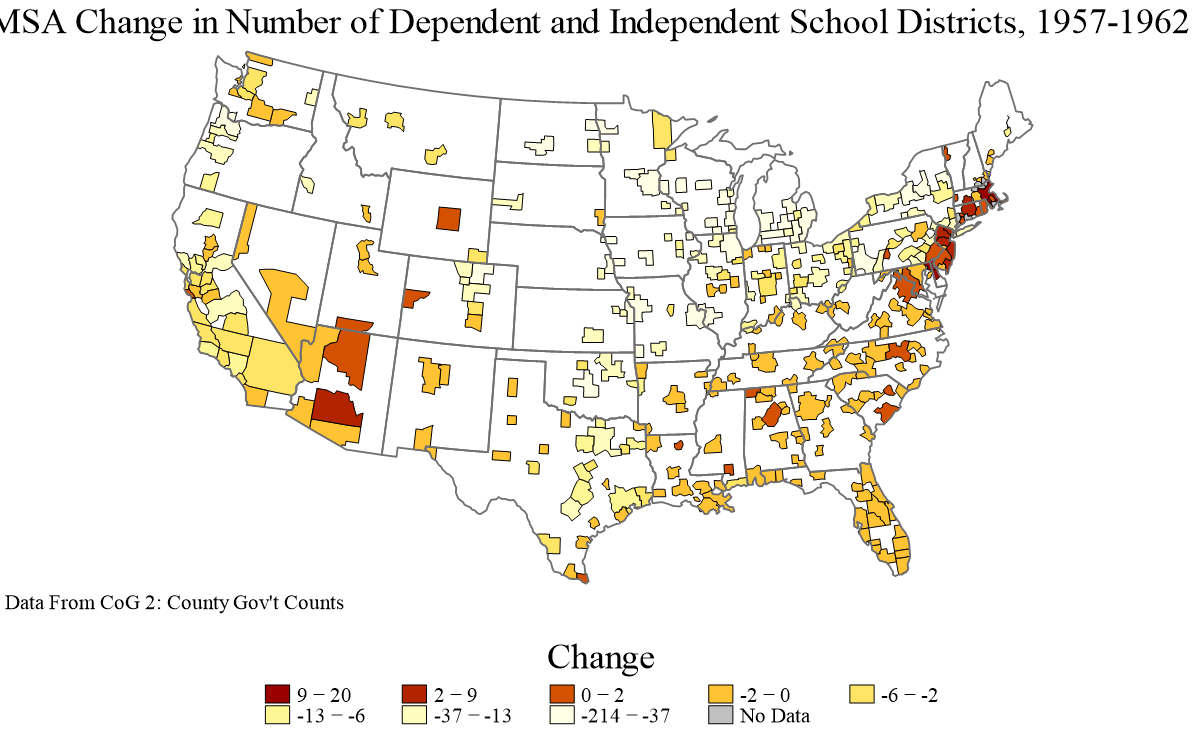 MSA Change in Number of Dependent and Independent School Districts, 1957-1962
Data From CoG 2: County Gov't Counts
Change
9 − 20 2 − 9 0 − 2 -2 − 0 -6 − -2
-13 − -6 -37 − -13 -214 − -37 No Data